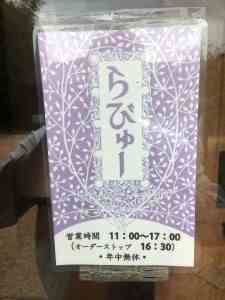 らびゅー
営業時間 11：00～17：00
（オーダーストップ 16：30）
・年中無休・